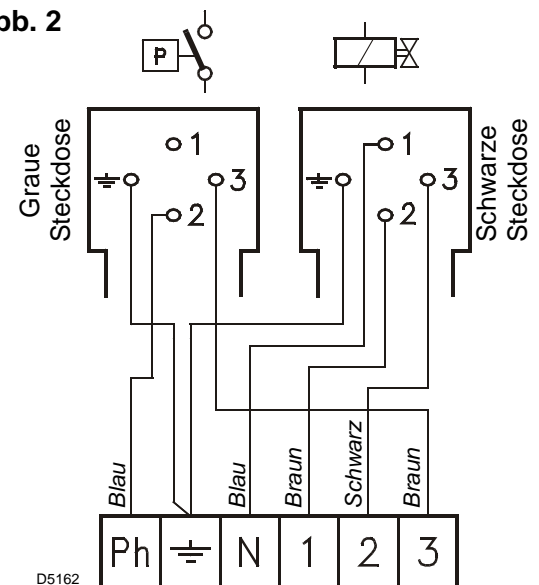 bb. 2
P
Graue
Steckdose
1
3
2
1
3
2
Schwarze
Steckdose
Blau
Blau
Braun
Schwarz
Braun
Ph
N
1
2
3
D5162